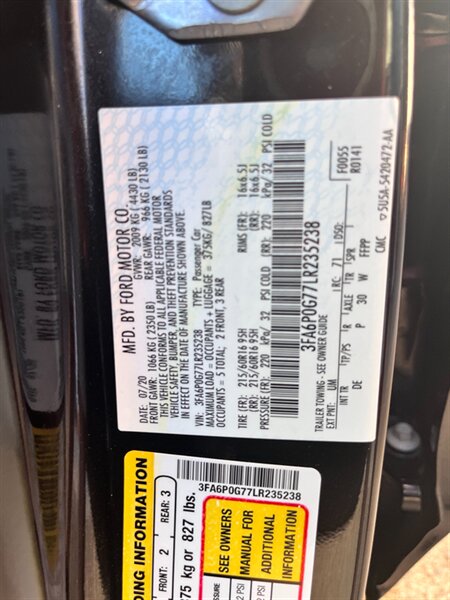 MFD. BY FORD MOTOR CO.
07/20 GVWR: 2009 KG ( 4430 LB)
FRONT GAWR: 1066 KG ( 2350 LB) REAR GAWR: 966 KG ( 2130 LB)
THIS VEHICLE CONFORMS TO ALL APPLICABLE FEDERAL MOTOR
VEHICLE SAFETY, BUMPER, AND THEFT PREVENTION STANDARDS
IN EFFECT ON THE DATE OF MANUFACTURE SHOWN ABOVE.
VIN: 3FA6P0G77LR235238 TYPE: Passenger Car
MAXIMUM LOAD = OCCUPANTS + LUGGAGE = 375KG / 827LB
OCCUPANTS = 5 TOTAL, 2 FRONT, 3 REAR
TIRE (FR): 215/60R16 95H RIMS (FR): 16x6.5J
(RR): 215/60R16 95H (RR): 16x6.5J
PRESSURE (FR): 220 kPa/ 32 PSI COLD (RR): 220 kPa/ 32 PSI COLD
3FA6P0G77LR235238
F0055
R0141
TRAILER TOWING - SEE OWNER GUIDE
EXT PNT: UM LRC: 71 DSO:
INT TR TP/PS R AXLE TR SPR
DE P 30 W FFPP
CMC 5U5A-5420472-AA
3FA6P0G77LR235238
DING INFORMATION
FRONT: 2 REAR: 3
75 kg or 827 lbs.
SEE OWNERS
MANUAL FOR
ADDITIONAL
INFORMATION